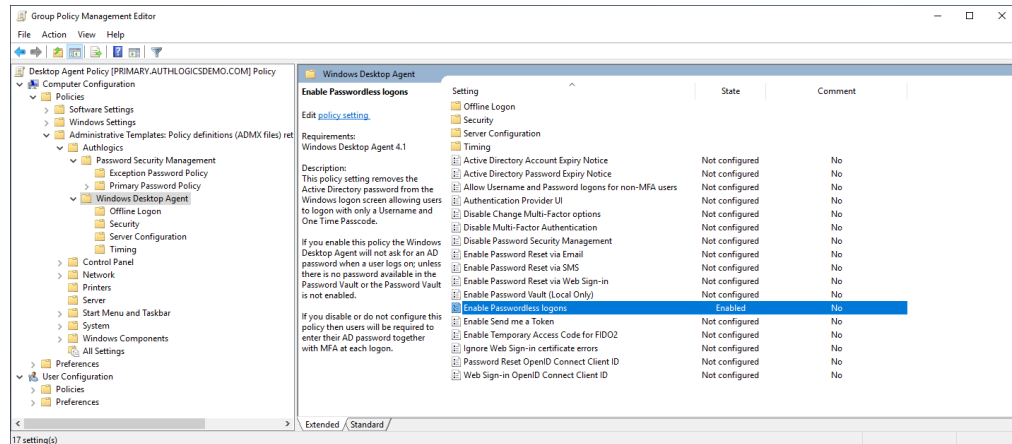 Group Policy Management Editor
File Action View Help
Desktop Agent Policy [PRIMARY.AUTHLOGICSDEMO.COM] Policy
Computer Configuration
Policies
Software Settings
Windows Settings
Administrative Templates: Policy definitions (ADMX files) ret
Authlogics
Password Security Management
Exception Password Policy
Primary Password Policy
Windows Desktop Agent
Offline Logon
Security
Server Configuration
Timing
Control Panel
Network
Printers
Server
Start Menu and Taskbar
System
Windows Components
All Settings
Preferences
User Configuration
Policies
Preferences
Windows Desktop Agent
Enable Passwordless logons
Edit policy setting
Requirements:
Windows Desktop Agent 4.1
Description:
This policy setting removes the
Active Directory password from the
Windows logon screen allowing users
to logon with only a Username and
One Time Passcode.
If you enable this policy the Windows
Desktop Agent will not ask for an AD
password when a user logs on; unless
there is no password available in the
Password Vault or the Password Vault
is not enabled.
If you disable or do not configure this
policy then users will be required to
enter their AD password together
with MFA at each logon.
Setting State Comment
Offline Logon
Security
Server Configuration
Timing
Active Directory Account Expiry Notice Not configured No
Active Directory Password Expiry Notice Not configured No
Allow Username and Password logons for non-MFA users Not configured No
Authentication Provider UI Not configured No
Disable Change Multi-Factor options Not configured No
Disable Multi-Factor Authentication Not configured No
Disable Password Security Management Not configured No
Enable Password Reset via Email Not configured No
Enable Password Reset via SMS Not configured No
Enable Password Reset via Web Sign-in Not configured No
Enable Password Vault (Local Only) Not configured No
Enable Passwordless logons Enabled No
Enable Send me a Token Not configured No
Enable Temporary Access Code for FIDO2 Not configured No
Ignore Web Sign-in certificate errors Not configured No
Password Reset OpenID Connect Client ID Not configured No
Web Sign-in OpenID Connect Client ID Not configured No
Extended Standard
17 setting(s)